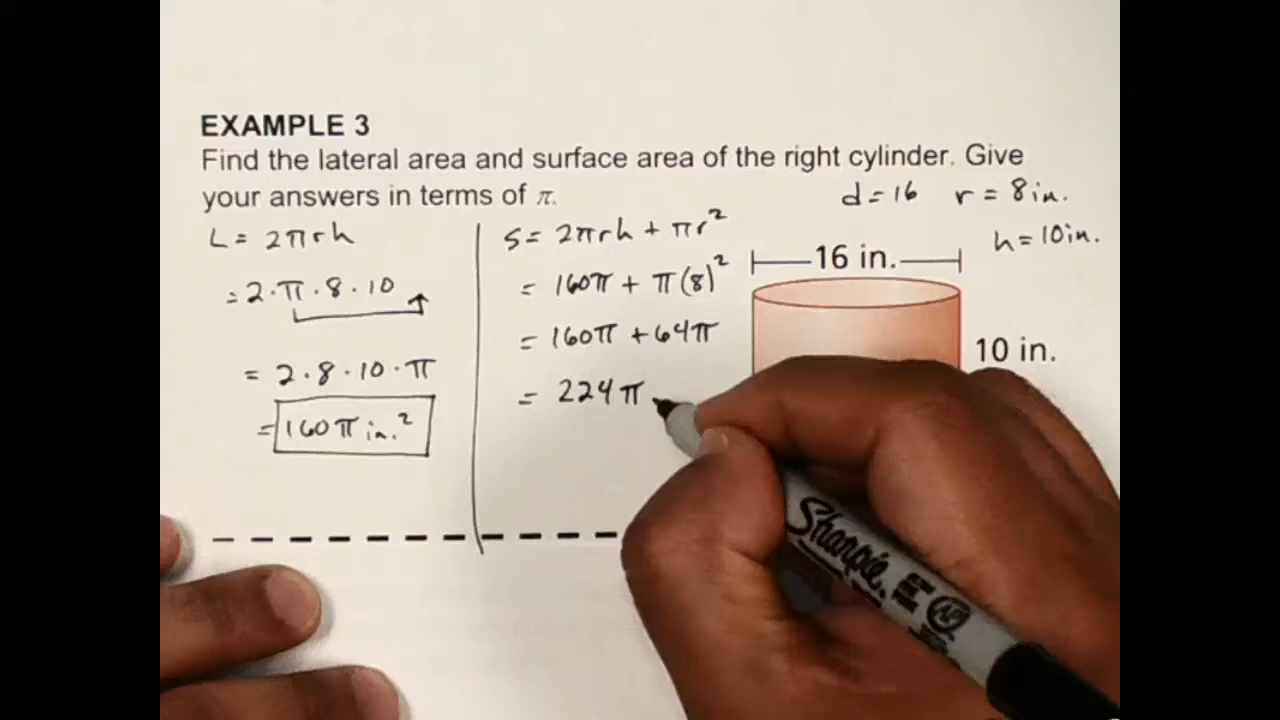 EXAMPLE 3
Find the lateral area and surface area of the right cylinder. Give
your answers in terms of π.
d = 16 r = 8 in.
h = 10 in.
L = 2πrh
= 2 · π · 8 · 10
= 2 · 8 · 10 · π
= 160π in.²
S = 2πrh + πr²
= 160π + π(8)²
= 160π + 64π
= 224π
16 in.
10 in.
Sharpie